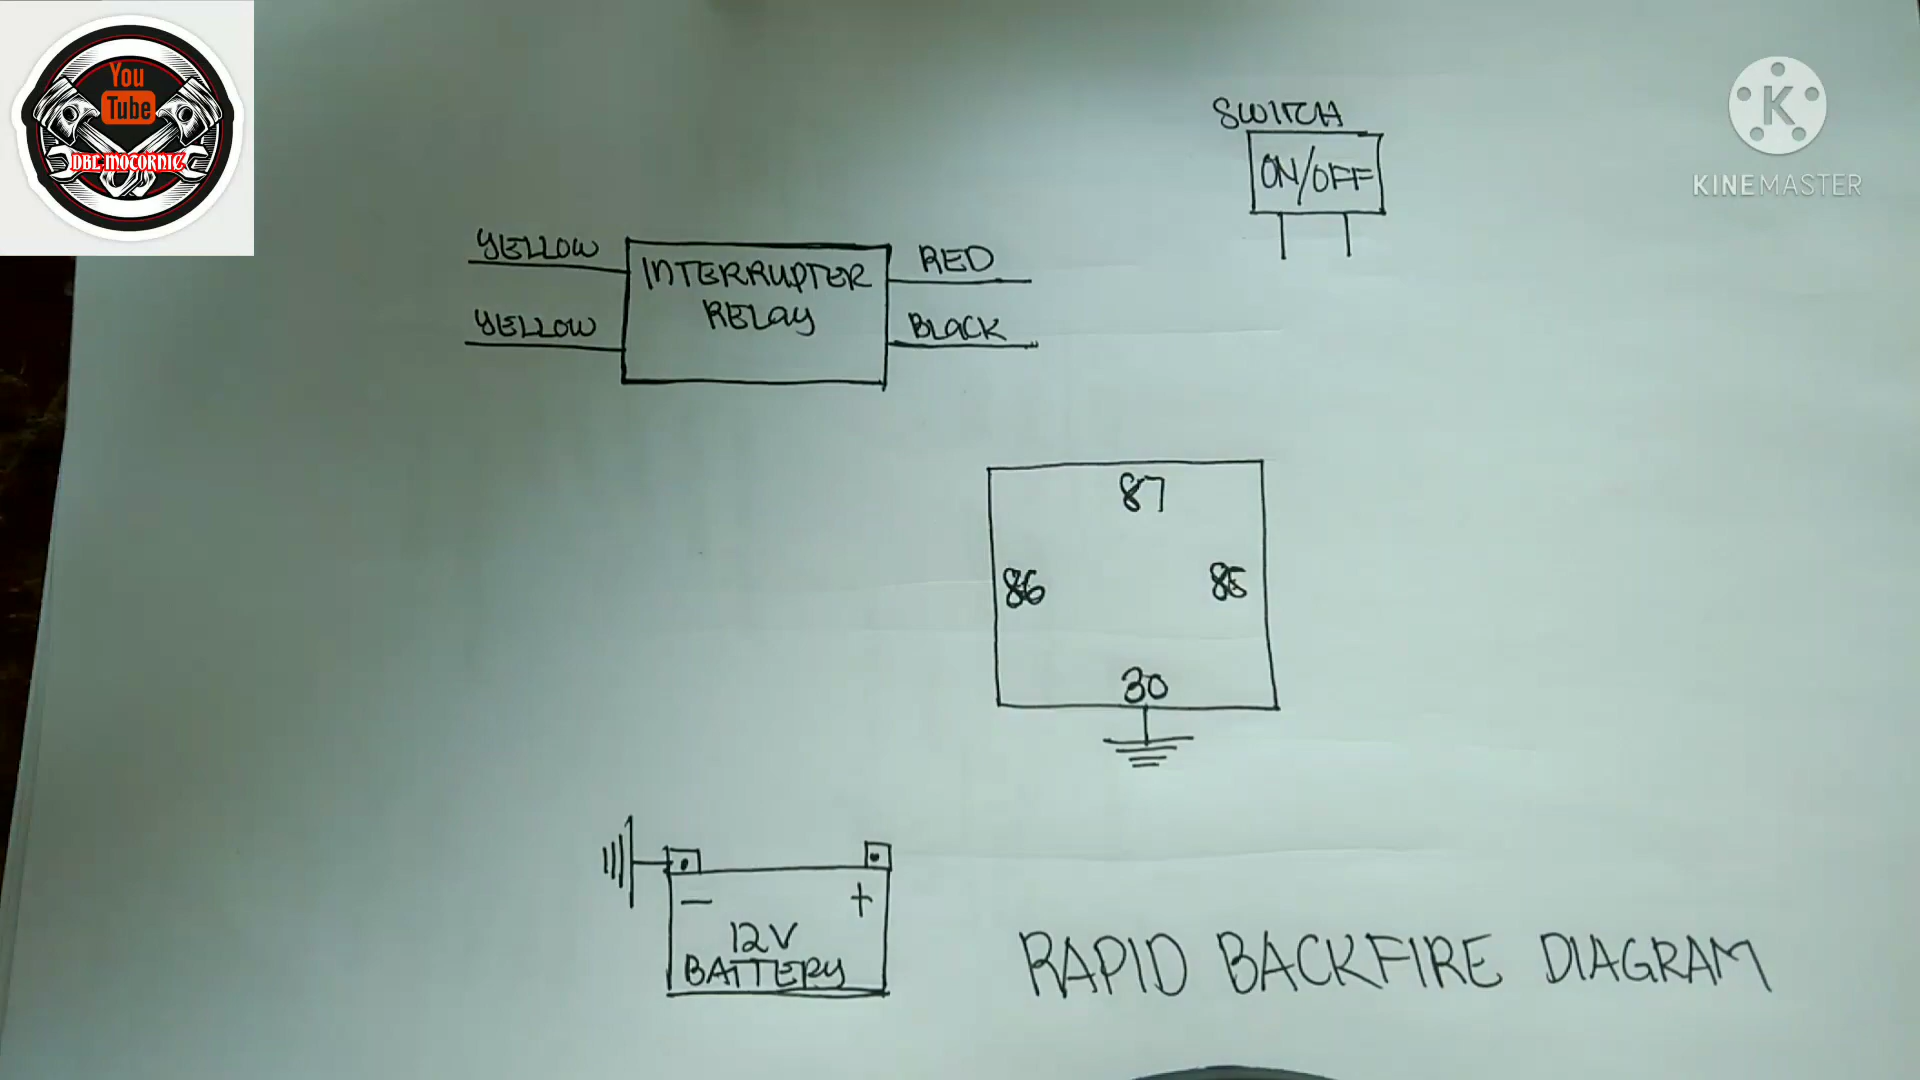 You
Tube
DBL MOTORNIC
KINEMASTER
SWITCH
ON/OFF
YELLOW
INTERRUPTER
RELAY
RED
YELLOW
BLACK
87
86
85
30
-
+
12V
BATTERY
RAPID BACKFIRE DIAGRAM